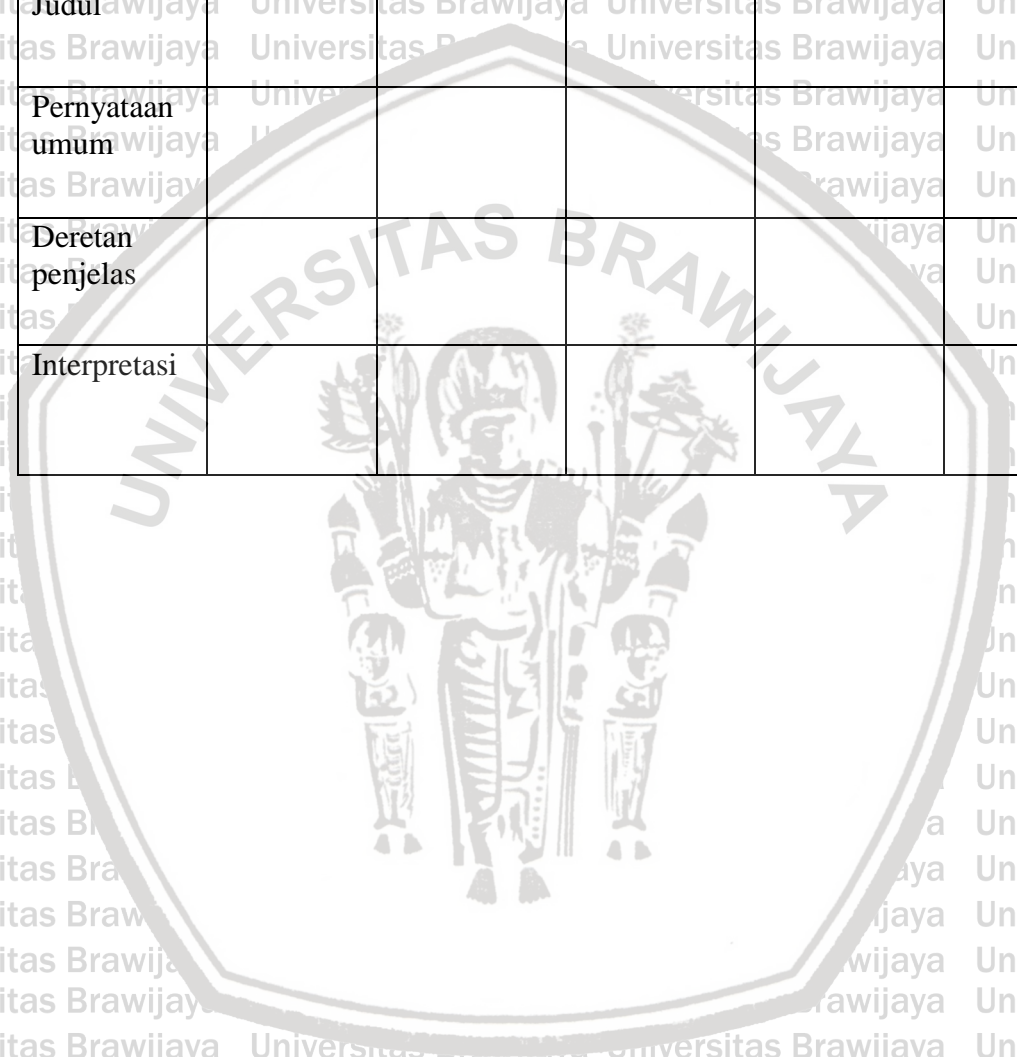 Judul
Pernyataan
umum
Deretan
penjelas
Interpretasi
UNIVERSITAS BRAWIJAYA